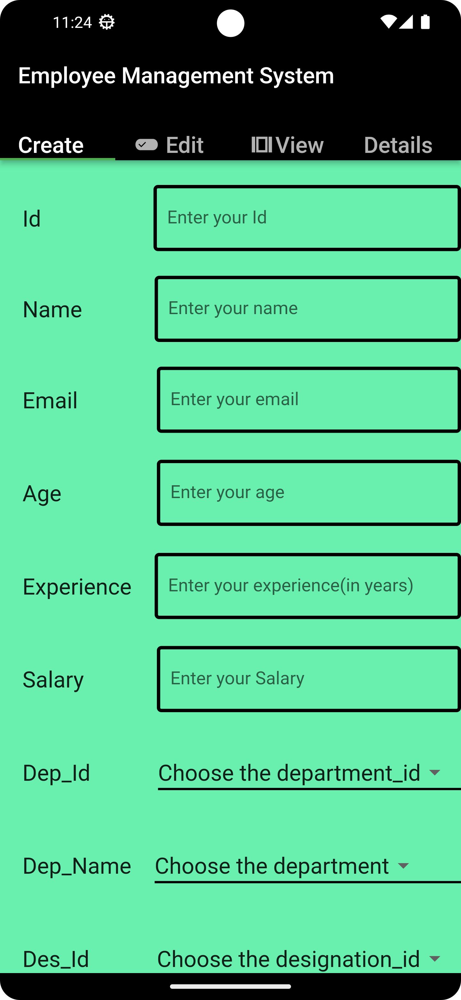 11:24
Employee Management System
Create Edit View Details
Id Enter your Id
Name Enter your name
Email Enter your email
Age Enter your age
Experience Enter your experience(in years)
Salary Enter your Salary
Dep_Id Choose the department_id
Dep_Name Choose the department
Des_Id Choose the designation_id